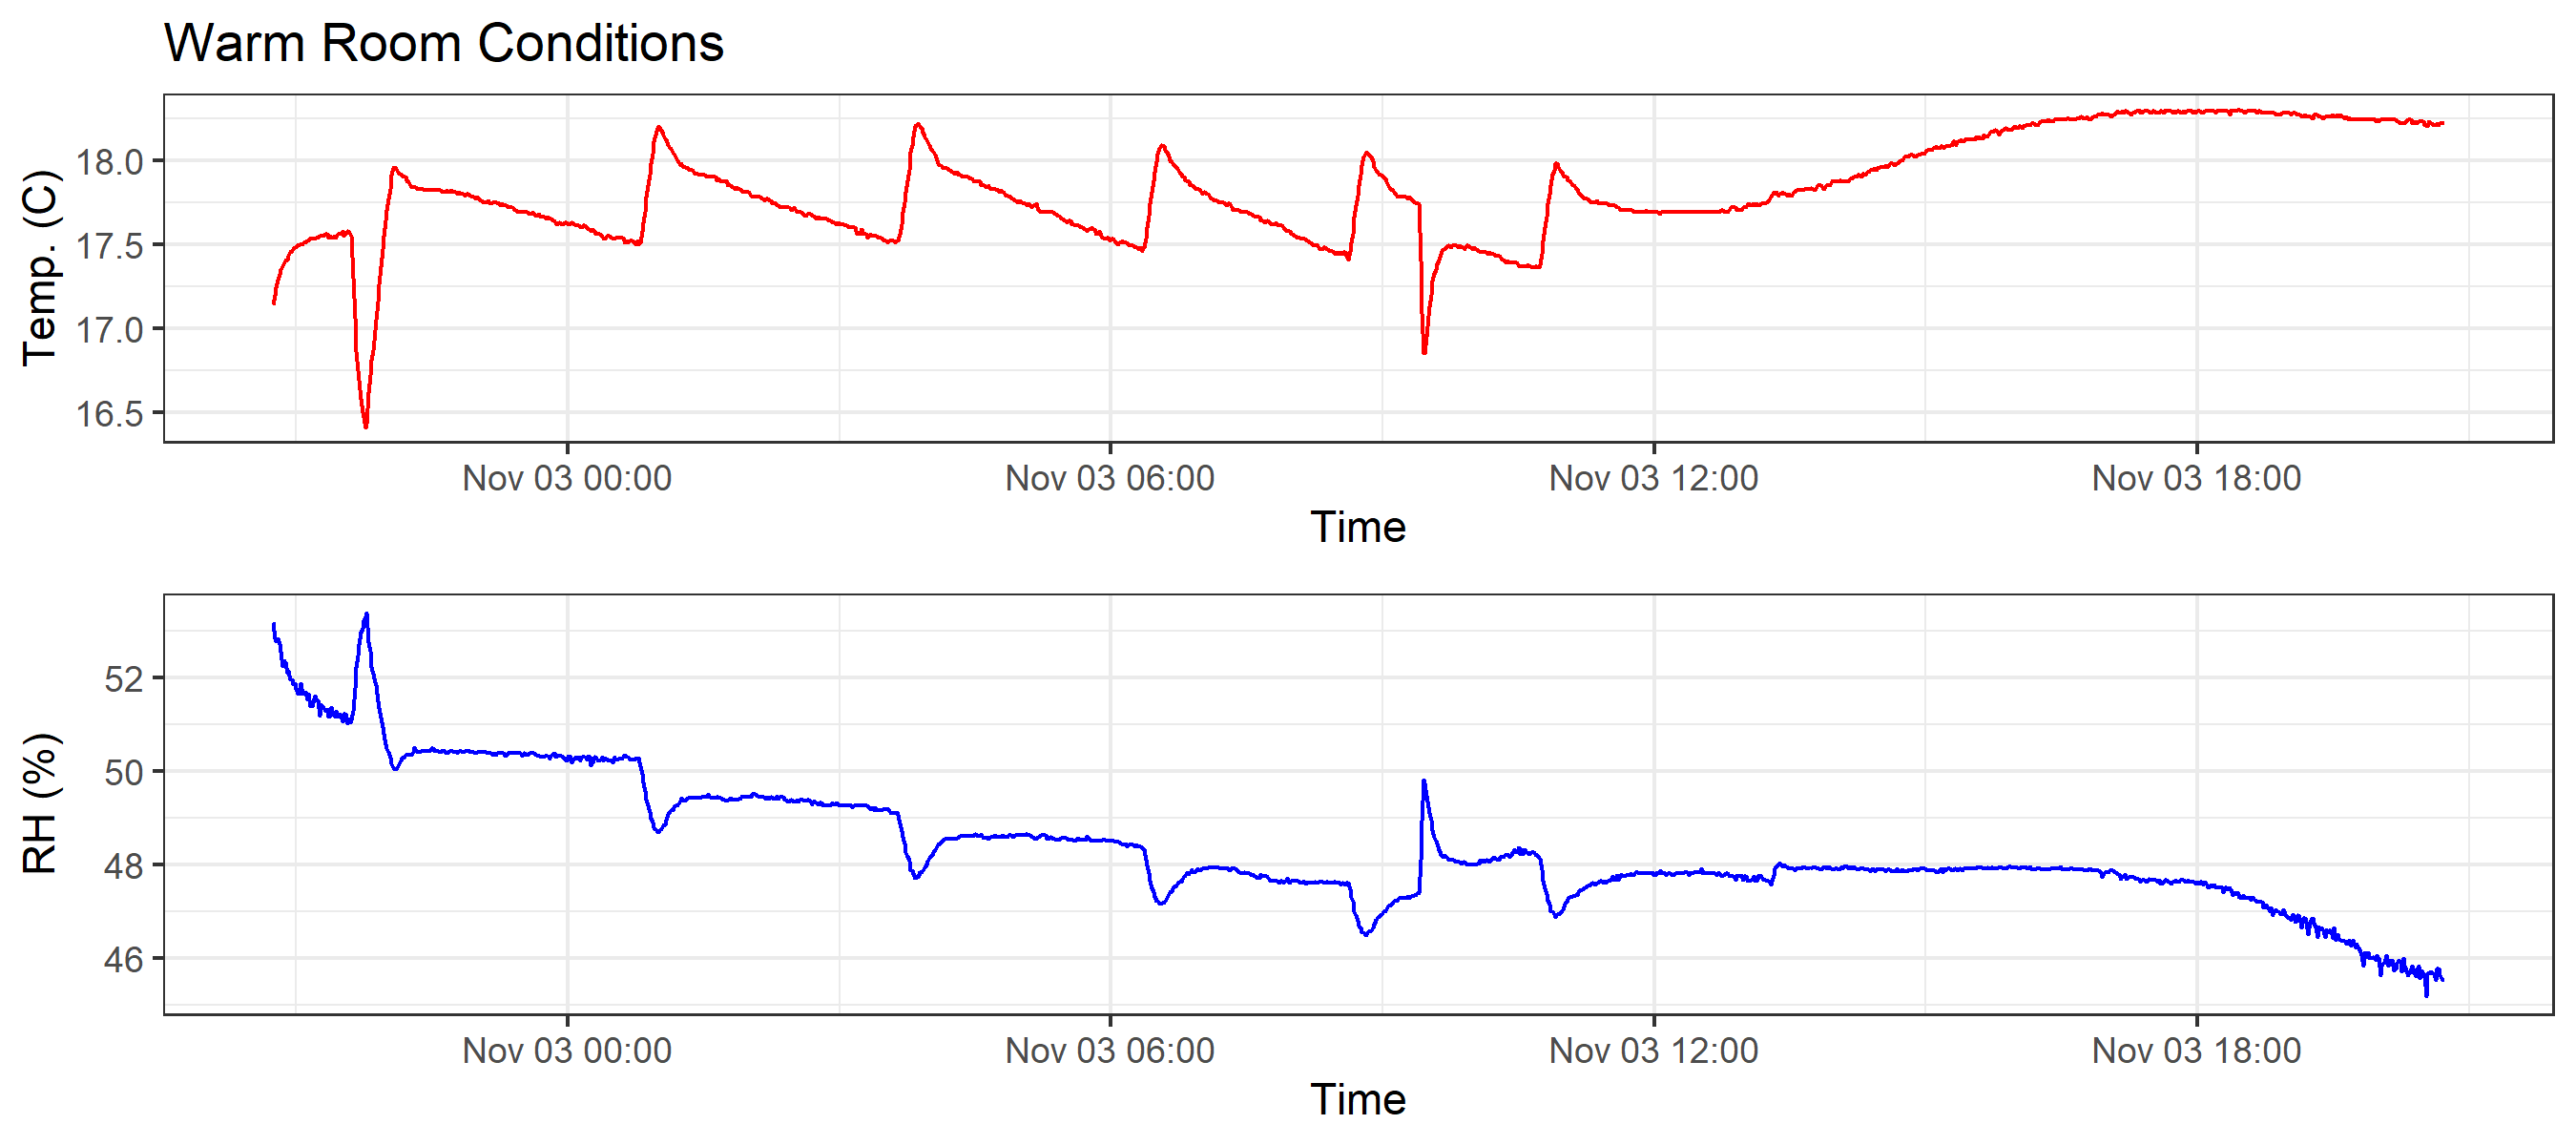 Warm Room Conditions
Temp. (C)
18.0
17.5
17.0
16.5
Nov 03 00:00 Nov 03 06:00 Nov 03 12:00 Nov 03 18:00
Time
RH (%)
52
50
48
46
Nov 03 00:00 Nov 03 06:00 Nov 03 12:00 Nov 03 18:00
Time